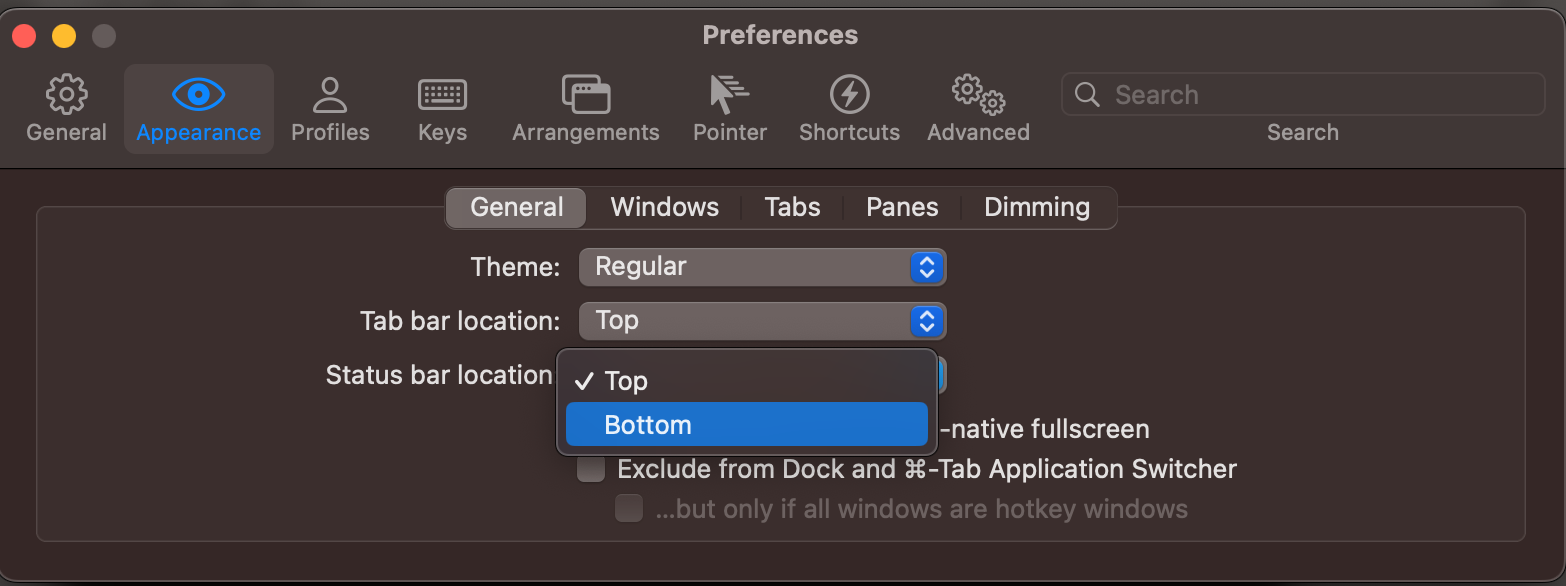 Preferences
General
Appearance
Profiles
Keys
Arrangements
Pointer
Shortcuts
Advanced
Search
Search
General Windows Tabs Panes Dimming
Theme: Regular
Tab bar location: Top
Status bar location
✓ Top
Bottom
-native fullscreen
Exclude from Dock and ⌘-Tab Application Switcher
...but only if all windows are hotkey windows